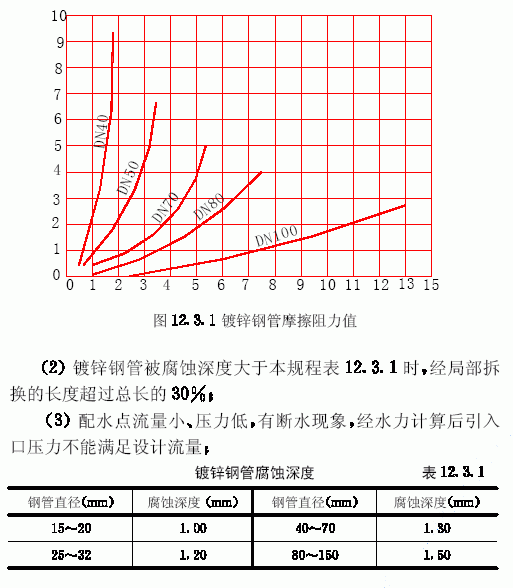 10
9
8
7
6
5
4
3
2
1
0
DN40
DN50
DN70
DN80
DN100
0 1 2 3 4 5 6 7 8 9 10 11 12 13 15
图 12.3.1 镀锌钢管摩擦阻力值
(2) 镀锌钢管被腐蚀深度大于本规程表 12.3.1 时,经局部拆
换的长度超过总长的 30%;
(3) 配水点流量小、压力低,有断水现象,经水力计算后引入
口压力不能满足设计流量;
镀锌钢管腐蚀深度 表 12.3.1
钢管直径(mm) 腐蚀深度(mm) 钢管直径(mm) 腐蚀深度(mm)
15~20 1.00 40~70 1.30
25~32 1.20 80~150 1.50